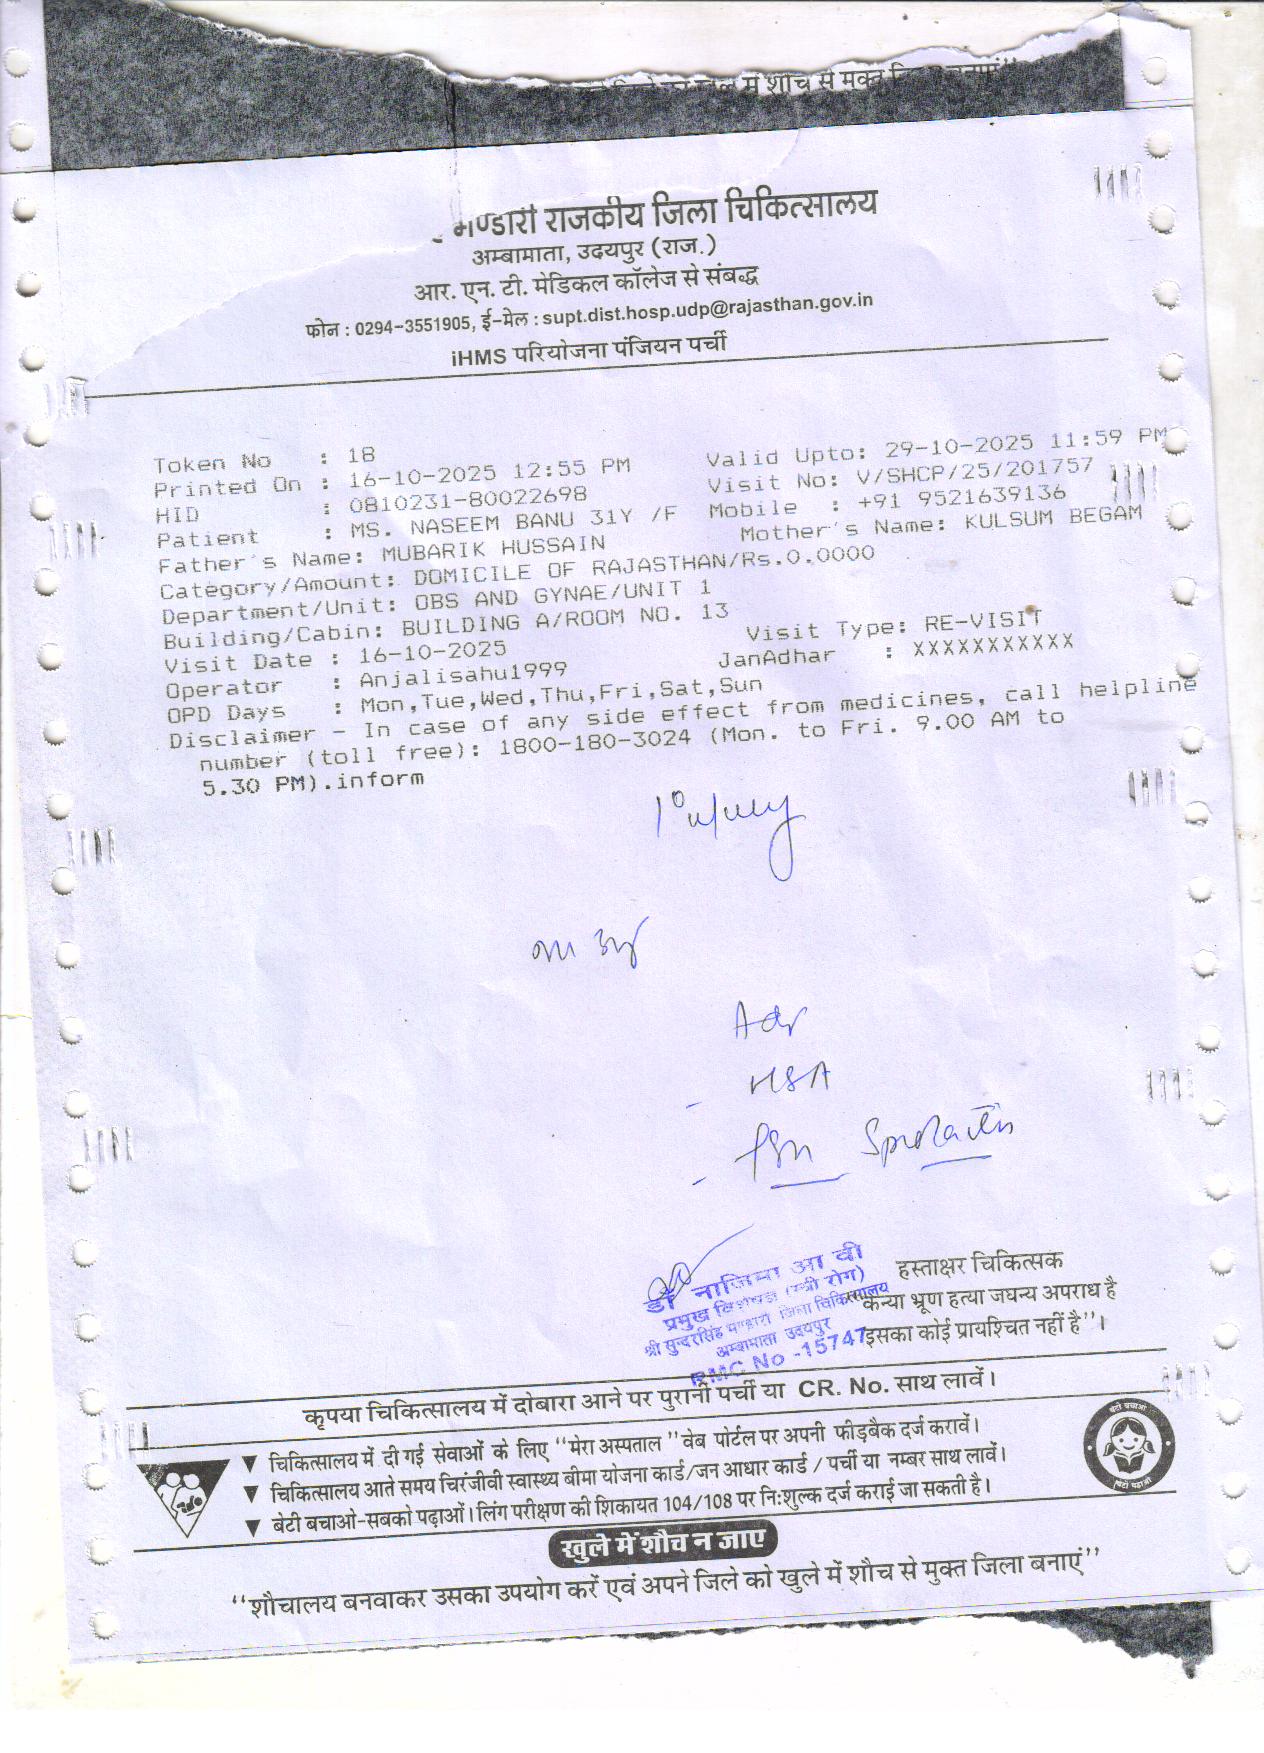 में शौच से मुक्त
भण्डारी राजकीय जिला चिकित्सालय
अम्बामाता, उदयपुर (राज.)
आर. एन. टी. मेडिकल कॉलेज से संबद्ध
फोन : 0294-3551905, ई-मेल : supt.dist.hosp.udp@rajasthan.gov.in
iHMS परियोजना पंजियन पर्ची
Token No : 18
Printed On : 16-10-2025 12:55 PM Valid Upto: 29-10-2025 11:59 PM
HID : 0810231-80022698 Visit No: V/SHCP/25/201757
Patient : MS. NASEEM BANU 31Y /F Mobile : +91 9521639136
Father's Name: MUBARIK HUSSAIN Mother's Name: KULSUM BEGAM
Category/Amount: DOMICILE OF RAJASTHAN/Rs.0.0000
Department/Unit: OBS AND GYNAE/UNIT 1
Building/Cabin: BUILDING A/ROOM NO. 13
Visit Date : 16-10-2025 Visit Type: RE-VISIT
Operator : Anjalisahu1999 JanAdhar : XXXXXXXXXXX
OPD Days : Mon,Tue,Wed,Thu,Fri,Sat,Sun
Disclaimer - In case of any side effect from medicines, call helpline
number (toll free): 1800-180-3024 (Mon. to Fri. 9.00 AM to
5.30 PM).inform
Adv
- HSA
हस्ताक्षर चिकित्सक
"कन्या भ्रूण हत्या जघन्य अपराध है
इसका कोई प्रायश्चित नहीं है"।
डॉ नाजिमा आ वी
प्रमुख विशेषज्ञ (स्त्री रोग)
श्री सुन्दरसिंह भण्डारी जिला चिकित्सालय
अम्बामाता उदयपुर
RMC No -15747
कृपया चिकित्सालय में दोबारा आने पर पुरानी पर्ची या CR. No. साथ लावें।
▼ चिकित्सालय में दी गई सेवाओं के लिए "मेरा अस्पताल" वेब पोर्टल पर अपनी फीडबैक दर्ज करावें।
▼ चिकित्सालय आते समय चिरंजीवी स्वास्थ्य बीमा योजना कार्ड/जन आधार कार्ड / पर्ची या नम्बर साथ लावें।
▼ बेटी बचाओ-सबको पढ़ाओं। लिंग परीक्षण की शिकायत 104/108 पर निःशुल्क दर्ज कराई जा सकती है।
बेटी बचाओ
बेटी पढ़ाओ
खुले में शौच न जाए
"शौचालय बनवाकर उसका उपयोग करें एवं अपने जिले को खुले में शौच से मुक्त जिला बनाएं"